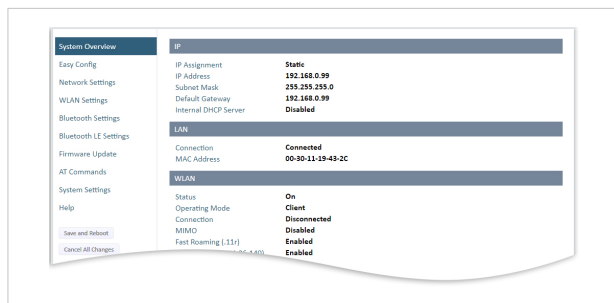 System Overview
Easy Config
Network Settings
WLAN Settings
Bluetooth Settings
Bluetooth LE Settings
Firmware Update
AT Commands
System Settings
Help
Save and Reboot
Cancel All Changes
IP
IP Assignment Static
IP Address 192.168.0.99
Subnet Mask 255.255.255.0
Default Gateway 192.168.0.99
Internal DHCP Server Disabled
LAN
Connection Connected
MAC Address 00-30-11-19-43-2C
WLAN
Status On
Operating Mode Client
Connection Disconnected
MIMO Disabled
Fast Roaming (.11r) Enabled
Enabled